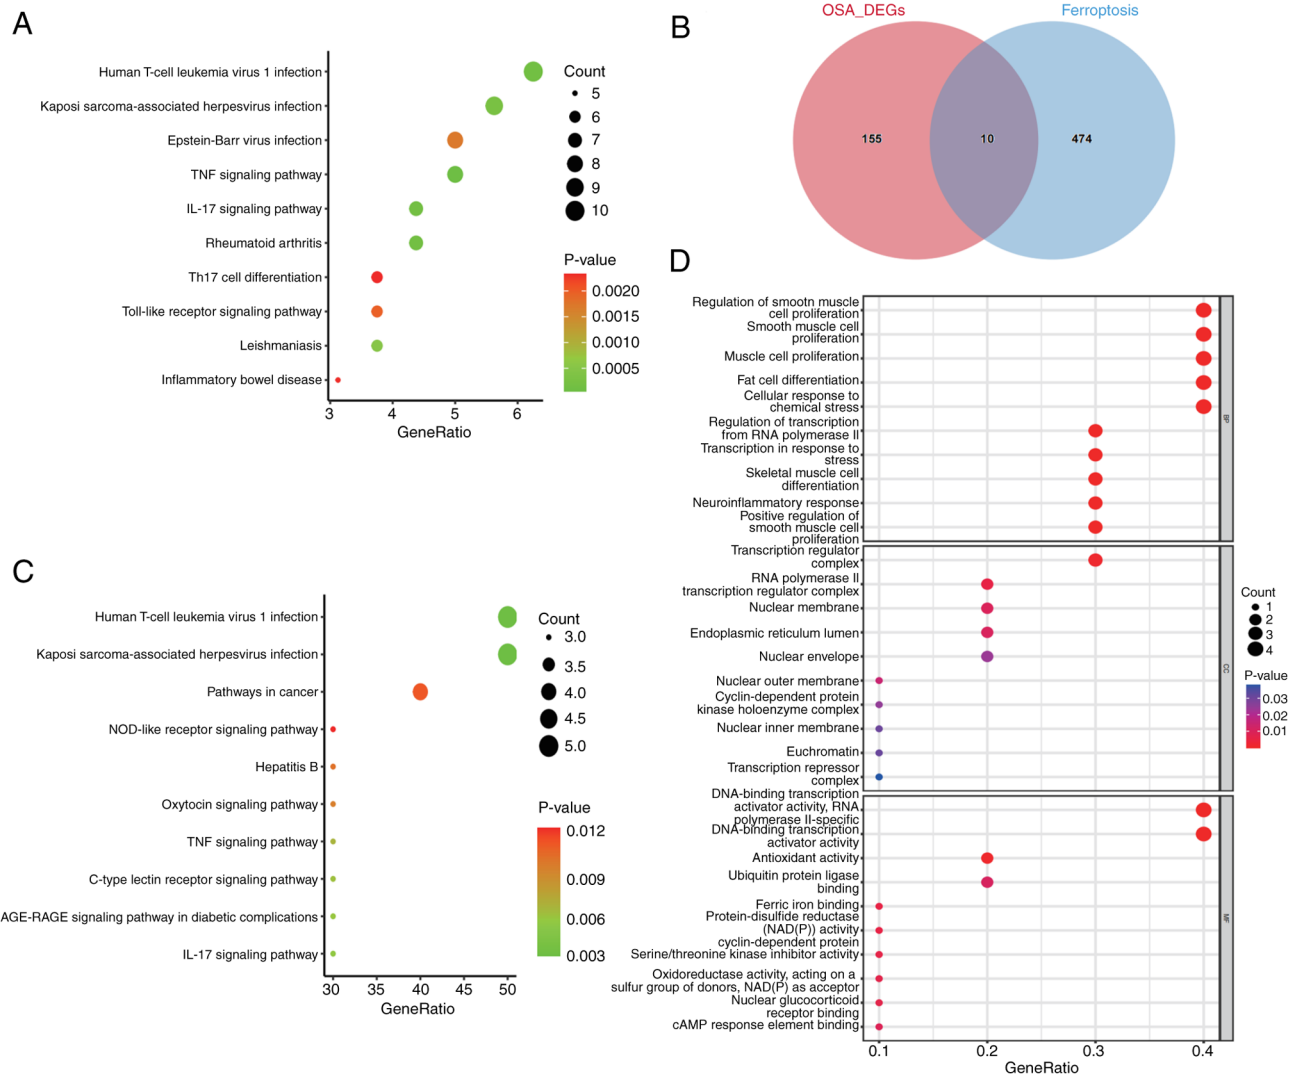 A
Human T-cell leukemia virus 1 infection
Kaposi sarcoma-associated herpesvirus infection
Epstein-Barr virus infection
TNF signaling pathway
IL-17 signaling pathway
Rheumatoid arthritis
Th17 cell differentiation
Toll-like receptor signaling pathway
Leishmaniasis
Inflammatory bowel disease
3 4 5 6
GeneRatio
Count
5
6
7
8
9
10
P-value
0.0020
0.0015
0.0010
0.0005
B
OSA_DEGs
Ferroptosis
155
10
474
C
Human T-cell leukemia virus 1 infection
Kaposi sarcoma-associated herpesvirus infection
Pathways in cancer
NOD-like receptor signaling pathway
Hepatitis B
Oxytocin signaling pathway
TNF signaling pathway
C-type lectin receptor signaling pathway
AGE-RAGE signaling pathway in diabetic complications
IL-17 signaling pathway
30 35 40 45 50
GeneRatio
Count
3.0
3.5
4.0
4.5
5.0
P-value
0.012
0.009
0.006
0.003
D
Regulation of smootn muscle
cell proliferation
Smooth muscle cell
proliferation
Muscle cell proliferation
Fat cell differentiation
Cellular response to
chemical stress
Regulation of transcription
from RNA polymerase II
Transcription in response to
stress
Skeletal muscle cell
differentiation
Neuroinflammatory response
Positive regulation of
smooth muscle cell
proliferation
BP
Transcription regulator
complex
RNA polymerase II
transcription regulator complex
Nuclear membrane
Endoplasmic reticulum lumen
Nuclear envelope
Nuclear outer membrane
Cyclin-dependent protein
kinase holoenzyme complex
Nuclear inner membrane
Euchromatin
Transcription repressor
complex
CC
DNA-binding transcription
activator activity, RNA
polymerase II-specific
DNA-binding transcription
activator activity
Antioxidant activity
Ubiquitin protein ligase
binding
Ferric iron binding
Protein-disulfide reductase
(NAD(P)) activity
cyclin-dependent protein
Serine/threonine kinase inhibitor activity
Oxidoreductase activity, acting on a
sulfur group of donors, NAD(P) as acceptor
Nuclear glucocorticoid
receptor binding
cAMP response element binding
MF
0.1 0.2 0.3 0.4
GeneRatio
Count
1
2
3
4
P-value
0.03
0.02
0.01